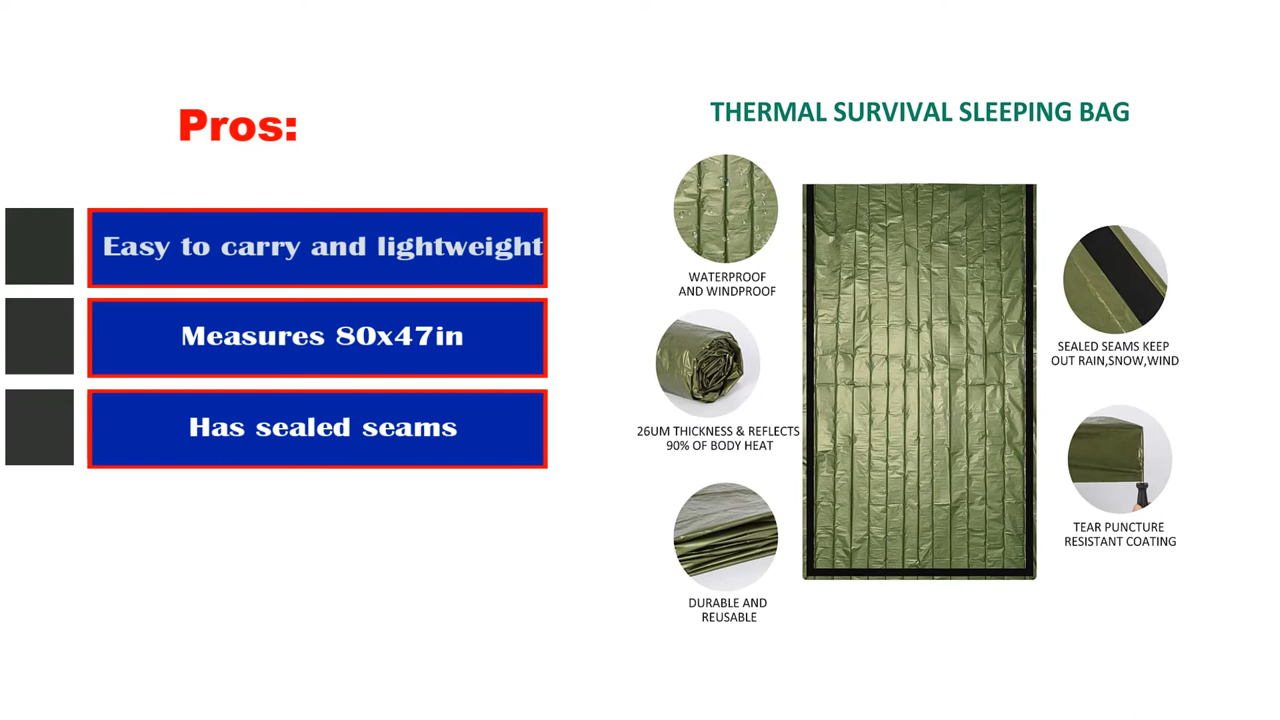 Pros:
Easy to carry and lightweight
Measures 80x47in
Has sealed seams
THERMAL SURVIVAL SLEEPING BAG
WATERPROOF
AND WINDPROOF
26UM THICKNESS & REFLECTS
90% OF BODY HEAT
DURABLE AND
REUSABLE
SEALED SEAMS KEEP
OUT RAIN,SNOW,WIND
TEAR PUNCTURE
RESISTANT COATING